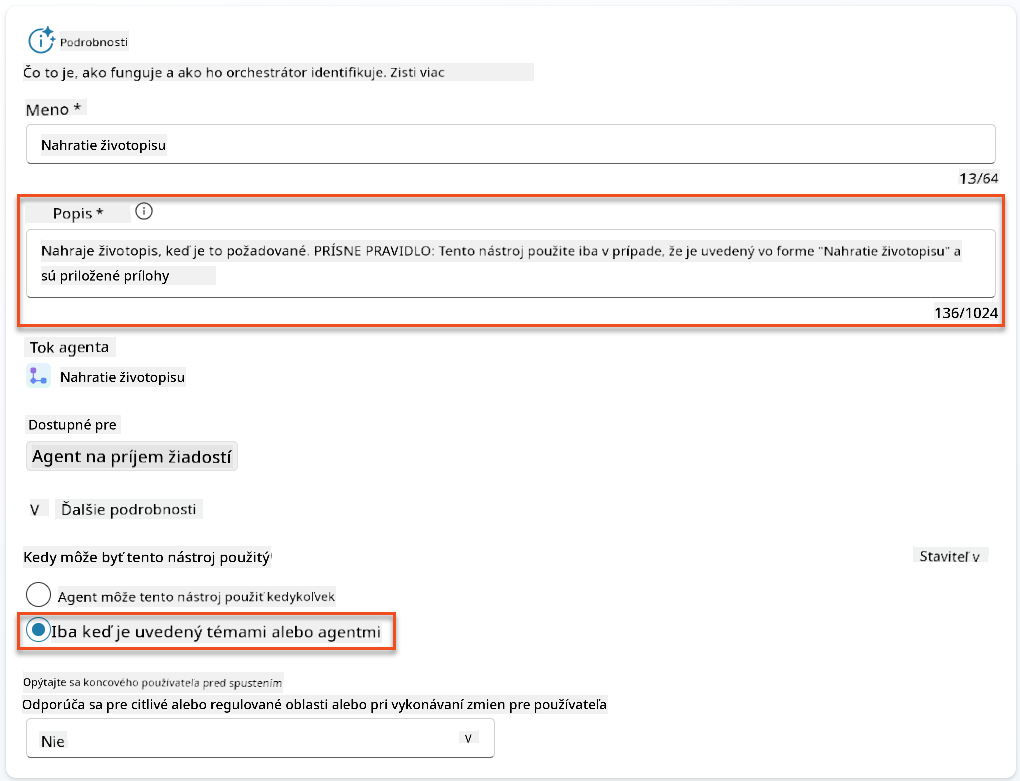 Podrobnosti
Čo to je, ako funguje a ako ho orchestrátor identifikuje. Zisti viac
Meno *
Nahratie životopisu
13/64
Popis *
Nahraje životopis, keď je to požadované. PRÍSNE PRAVIDLO: Tento nástroj použite iba v prípade, že je uvedený vo forme "Nahratie životopisu" a
sú priložené prílohy
136/1024
Tok agenta
Nahratie životopisu
Dostupné pre
Agent na príjem žiadostí
V Ďalšie podrobnosti
Kedy môže byť tento nástroj použitý
Staviteľ v
Agent môže tento nástroj použiť kedykoľvek
Iba keď je uvedený témami alebo agentmi
Opýtajte sa koncového používateľa pred spustením
Odporúča sa pre citlivé alebo regulované oblasti alebo pri vykonávaní zmien pre používateľa
Nie v